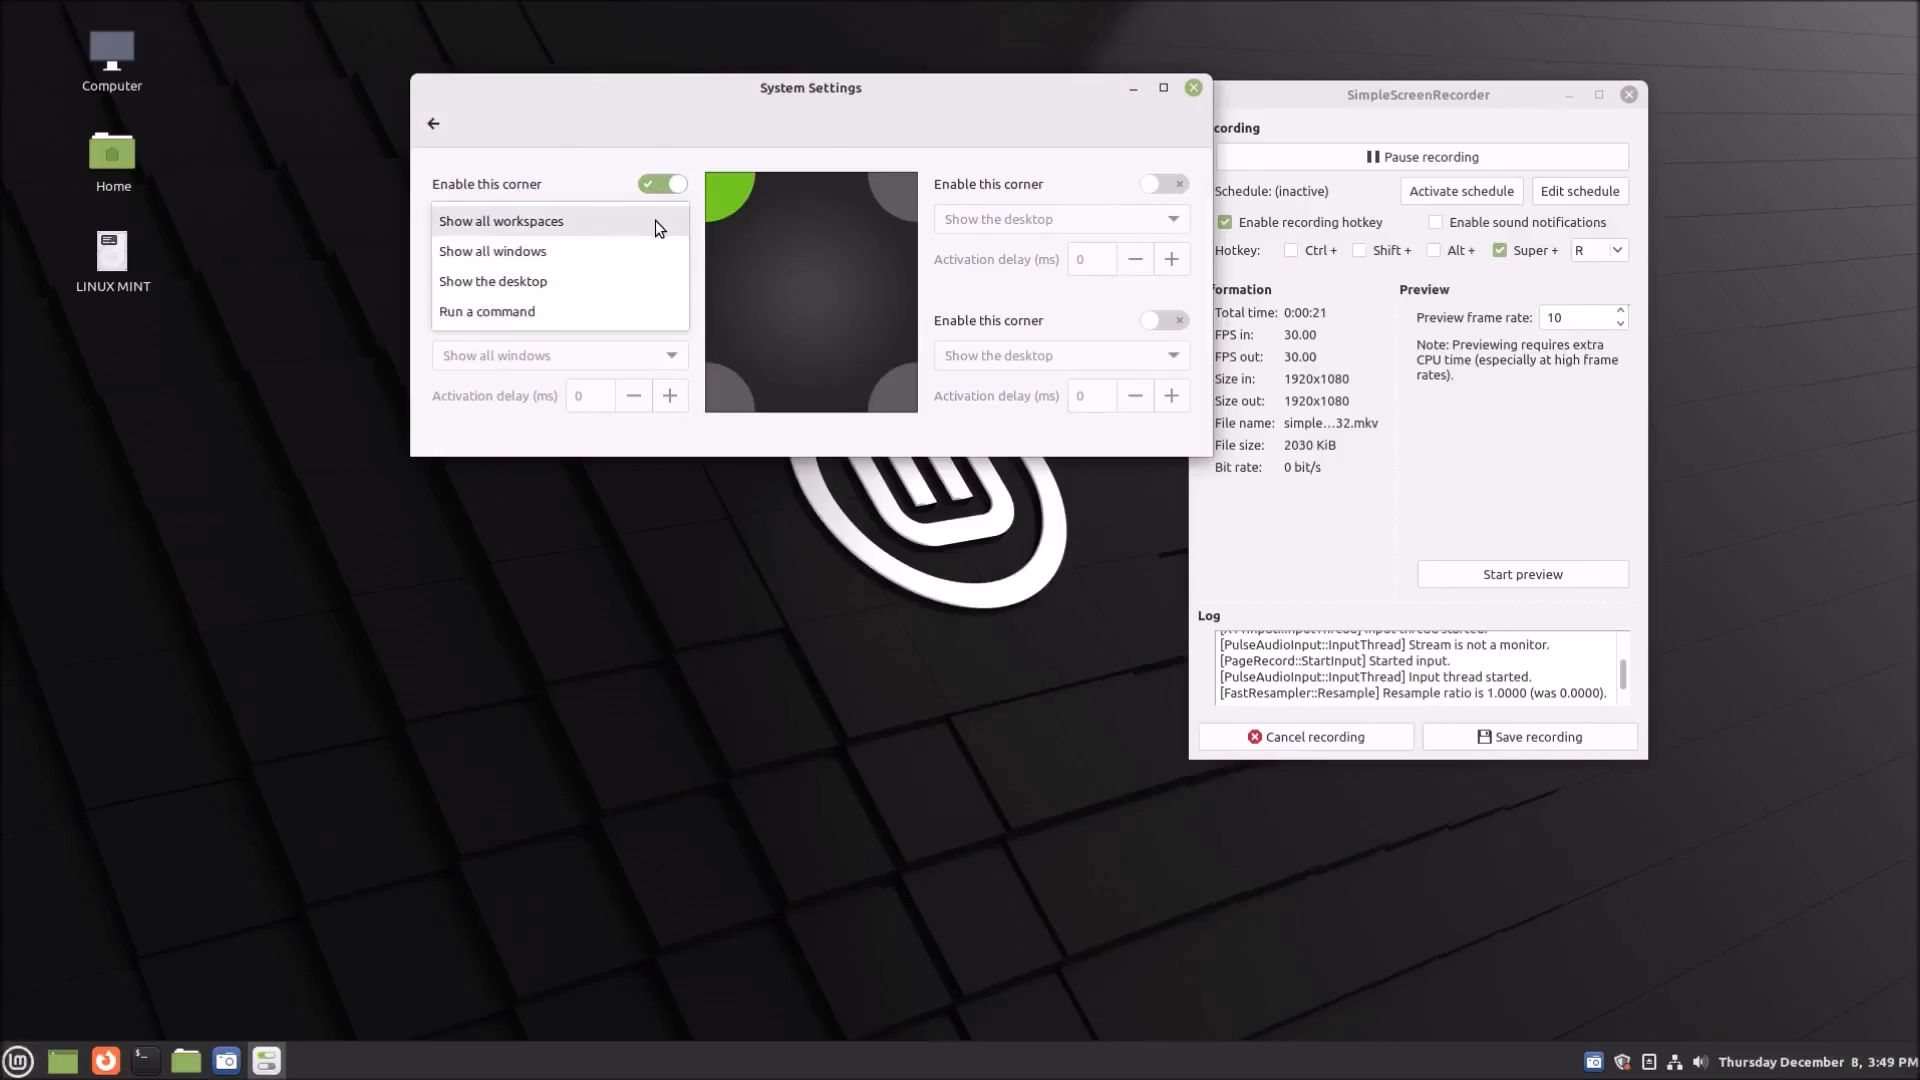 Computer
Home
LINUX MINT
System Settings
Enable this corner
Show all workspaces
Show all windows
Show the desktop
Run a command
Show all windows
Activation delay (ms) 0
Enable this corner
Show the desktop
Activation delay (ms) 0
Enable this corner
Show the desktop
Activation delay (ms) 0
SimpleScreenRecorder
cording
Pause recording
Schedule: (inactive) Activate schedule Edit schedule
Enable recording hotkey Enable sound notifications
Hotkey: Ctrl + Shift + Alt + Super + R
formation
Total time: 0:00:21
FPS in: 30.00
FPS out: 30.00
Size in: 1920x1080
Size out: 1920x1080
File name: simple...32.mkv
File size: 2030 KiB
Bit rate: 0 bit/s
Preview
Preview frame rate: 10
Note: Previewing requires extra
CPU time (especially at high frame
rates).
Start preview
Log
[PulseAudioInput::InputThread] Stream is not a monitor.
[PageRecord::StartInput] Started input.
[PulseAudioInput::InputThread] Input thread started.
[FastResampler::Resample] Resample ratio is 1.0000 (was 0.0000).
Cancel recording Save recording
Thursday December 8, 3:49 PM